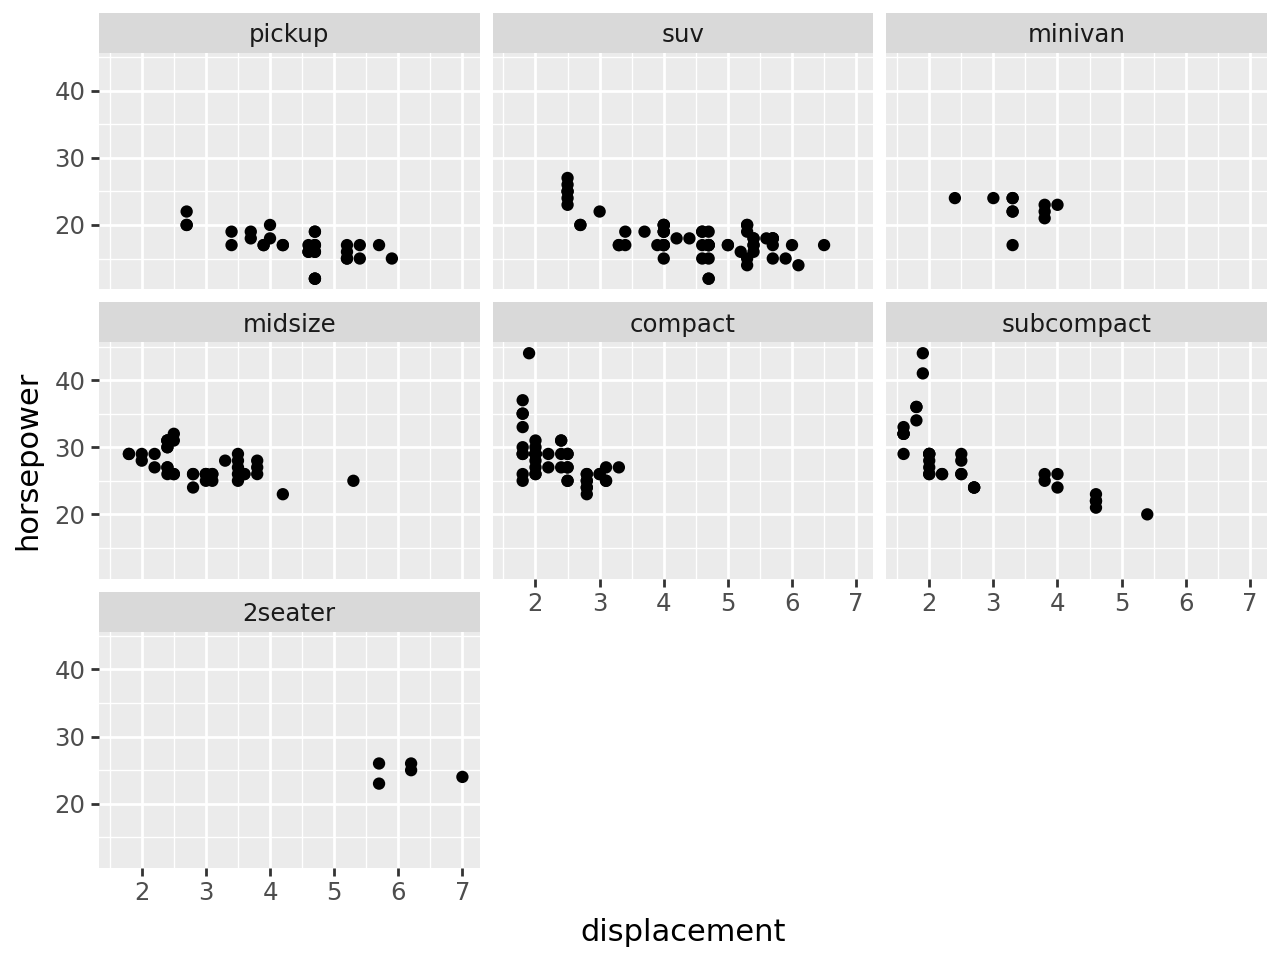 pickup suv minivan
40
30
20
midsize compact subcompact
40
30
20
horsepower
2 3 4 5 6 7 2 3 4 5 6 7
2seater
40
30
20
2 3 4 5 6 7
displacement